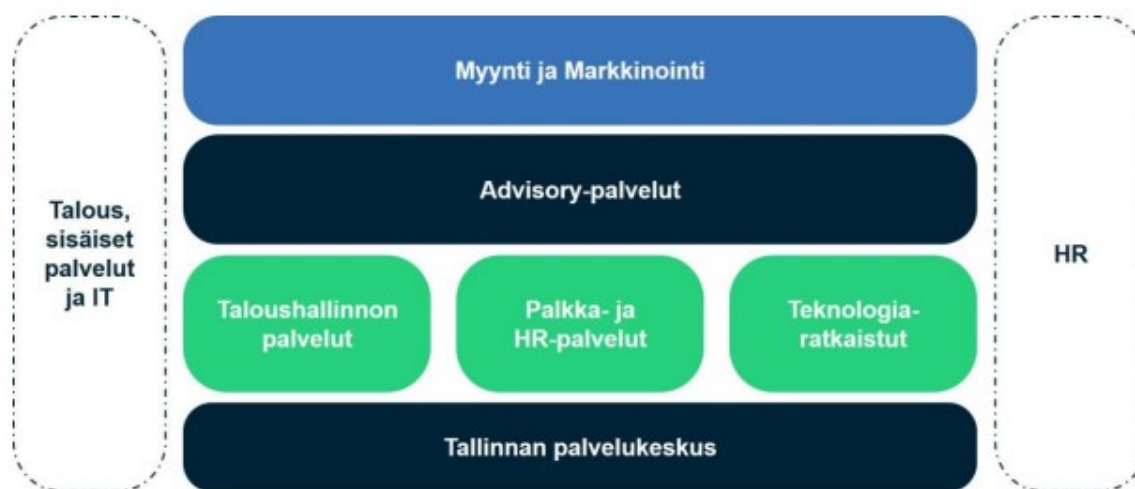 Myynti ja Markkinointi
Advisory-palvelut
Talous,
sisäiset
palvelut
ja IT
HR
Taloushallinnon
palvelut
Palkka- ja
HR-palvelut
Teknologia-
ratkaistut
Tallinnan palvelukeskus